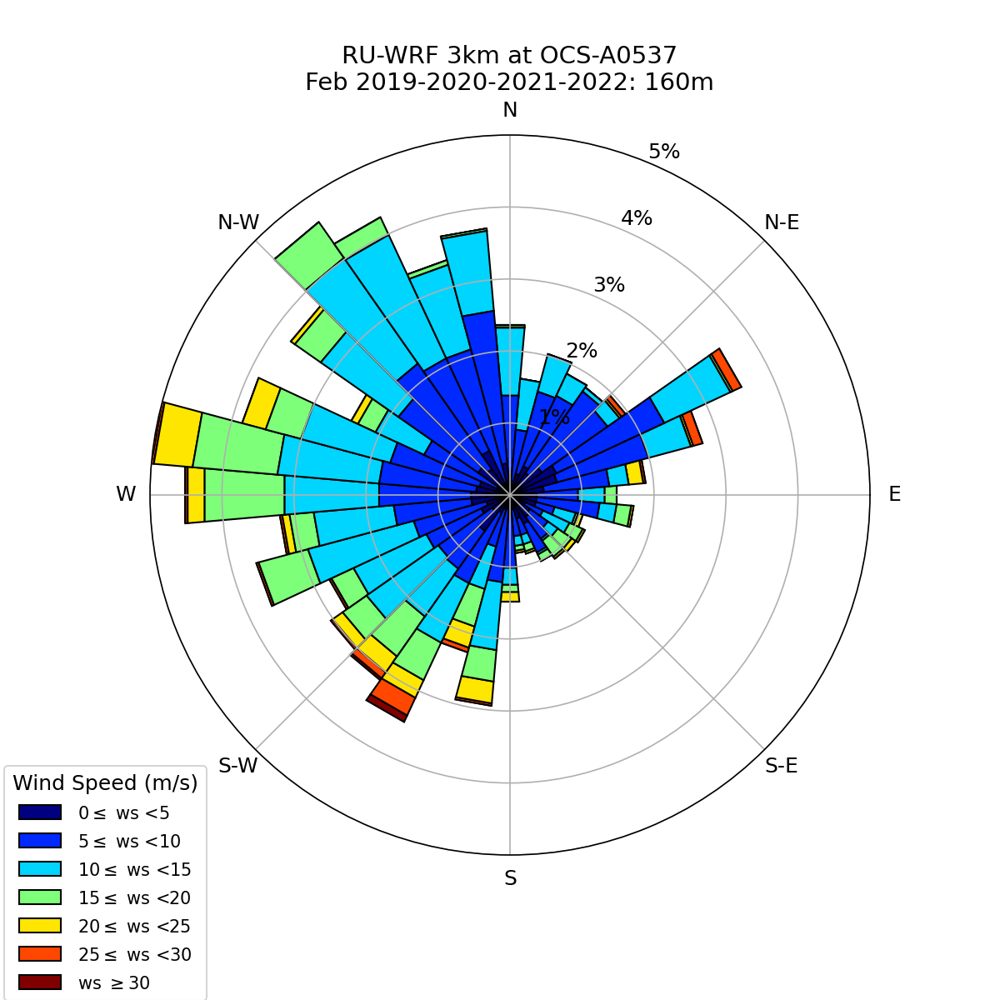 RU-WRF 3km at OCS-A0537
Feb 2019-2020-2021-2022: 160m
N
5%
N-W
4%
N-E
3%
2%
1%
W
E
S-W
S-E
Wind Speed (m/s)
0 ≤ ws <5
5 ≤ ws <10
10 ≤ ws <15
S
15 ≤ ws <20
20 ≤ ws <25
25 ≤ ws <30
ws ≥ 30